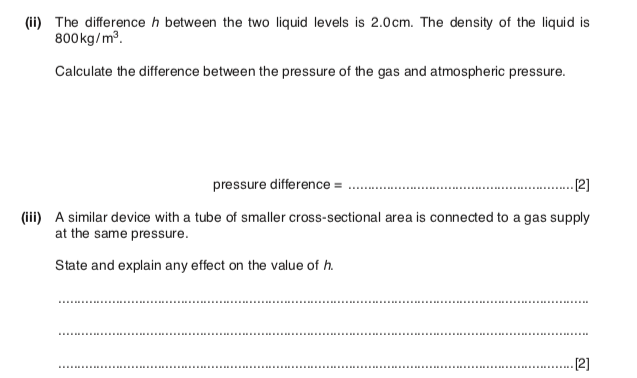 (ii) The difference h between the two liquid levels is 2.0cm. The density of the liquid is
800kg/m³.
Calculate the difference between the pressure of the gas and atmospheric pressure.
pressure difference = ..........................................................[2]
(iii) A similar device with a tube of smaller cross-sectional area is connected to a gas supply
at the same pressure.
State and explain any effect on the value of h.
..........................................................................................................................................
..........................................................................................................................................
......................................................................................................................................[2]